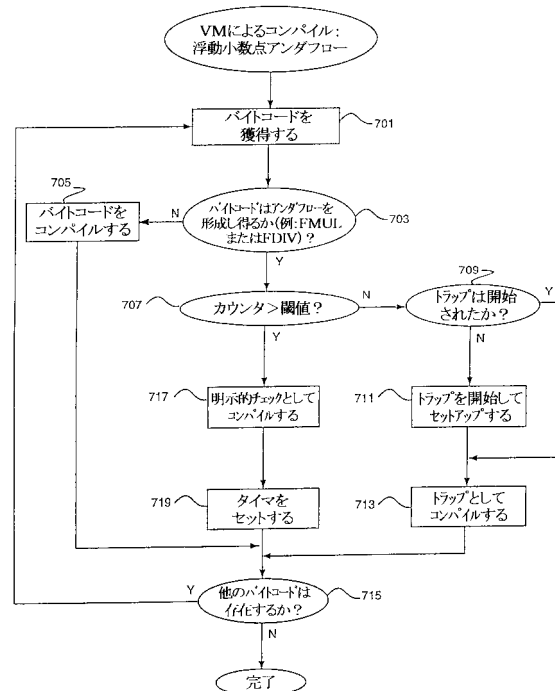 VMによるコンパイル:
浮動小数点アンダフロー
バイトコードを
獲得する
701
705
バイトコードを
コンパイルする
N
バイトコードはアンダフローを
形成し得るか(例:FMUL
またはFDIV)?
703
Y
707
カウンタ>閾値?
N
709
トラップは開始
されたか?
Y
Y
N
717
明示的チェックとして
コンパイルする
711
トラップを開始して
セットアップする
719
タイマを
セットする
713
トラップとして
コンパイルする
Y
他のバイトコードは
存在するか?
715
N
完了